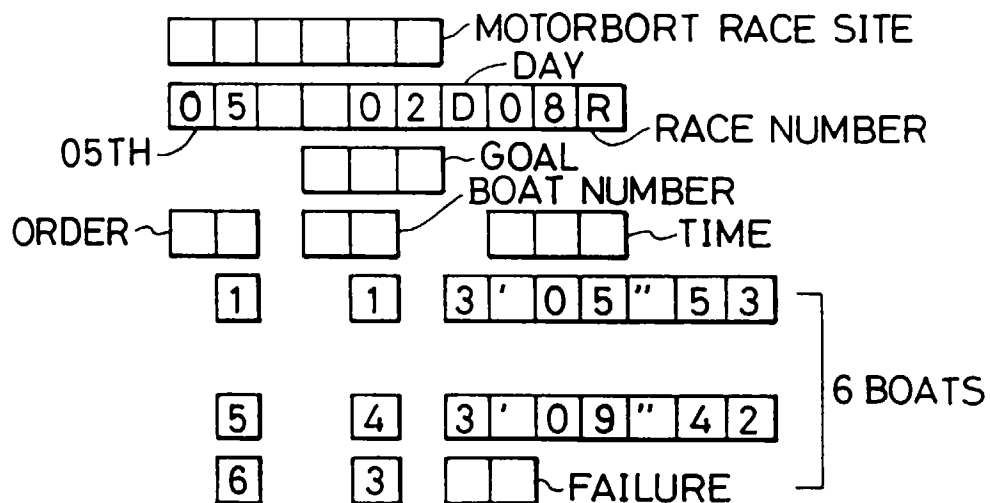 MOTORBORT RACE SITE
DAY
05 02D08R
05TH RACE NUMBER
GOAL
BOAT NUMBER
ORDER TIME
1 1 3'05"53
6 BOATS
5 4 3'09"42
6 3 FAILURE